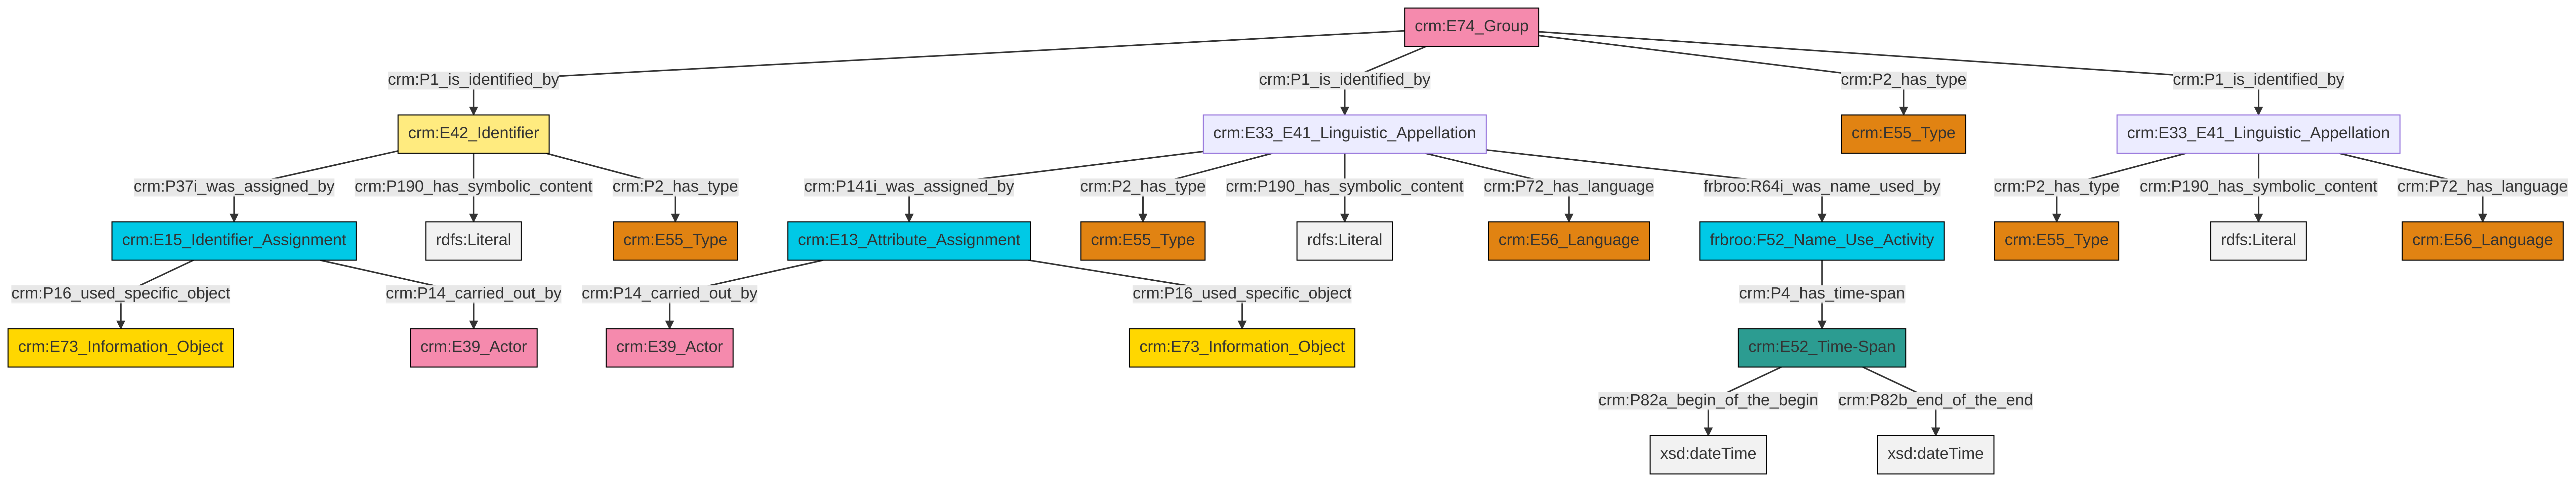 crm:E74_Group
crm:P1_is_identified_by
crm:P1_is_identified_by
crm:P2_has_type
crm:P1_is_identified_by
crm:E42_Identifier
crm:E33_E41_Linguistic_Appellation
crm:E55_Type
crm:E33_E41_Linguistic_Appellation
crm:P37i_was_assigned_by
crm:P190_has_symbolic_content
crm:P2_has_type
crm:P141i_was_assigned_by
crm:P2_has_type
crm:P190_has_symbolic_content
crm:P72_has_language
frbroo:R64i_was_name_used_by
crm:P2_has_type
crm:P190_has_symbolic_content
crm:P72_has_language
crm:E15_Identifier_Assignment
rdfs:Literal
crm:E55_Type
crm:E13_Attribute_Assignment
crm:E55_Type
rdfs:Literal
crm:E56_Language
frbroo:F52_Name_Use_Activity
crm:E55_Type
rdfs:Literal
crm:E56_Language
crm:P16_used_specific_object
crm:P14_carried_out_by
crm:P14_carried_out_by
crm:P16_used_specific_object
crm:P4_has_time-span
crm:E73_Information_Object
crm:E39_Actor
crm:E39_Actor
crm:E73_Information_Object
crm:E52_Time-Span
crm:P82a_begin_of_the_begin
crm:P82b_end_of_the_end
xsd:dateTime
xsd:dateTime